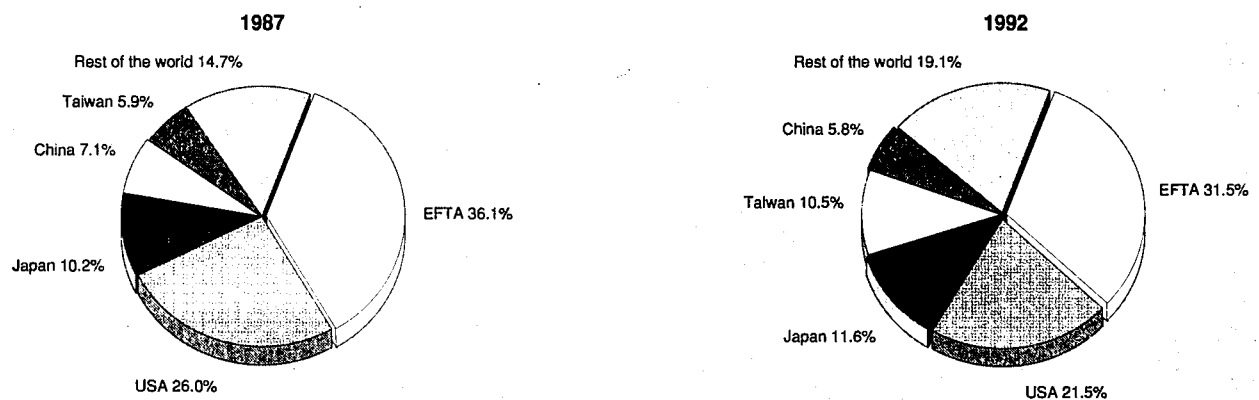 1987
Rest of the world 14.7%
Taiwan 5.9%
China 7.1%
EFTA 36.1%
Japan 10.2%
USA 26.0%
1992
Rest of the world 19.1%
China 5.8%
EFTA 31.5%
Taiwan 10.5%
Japan 11.6%
USA 21.5%